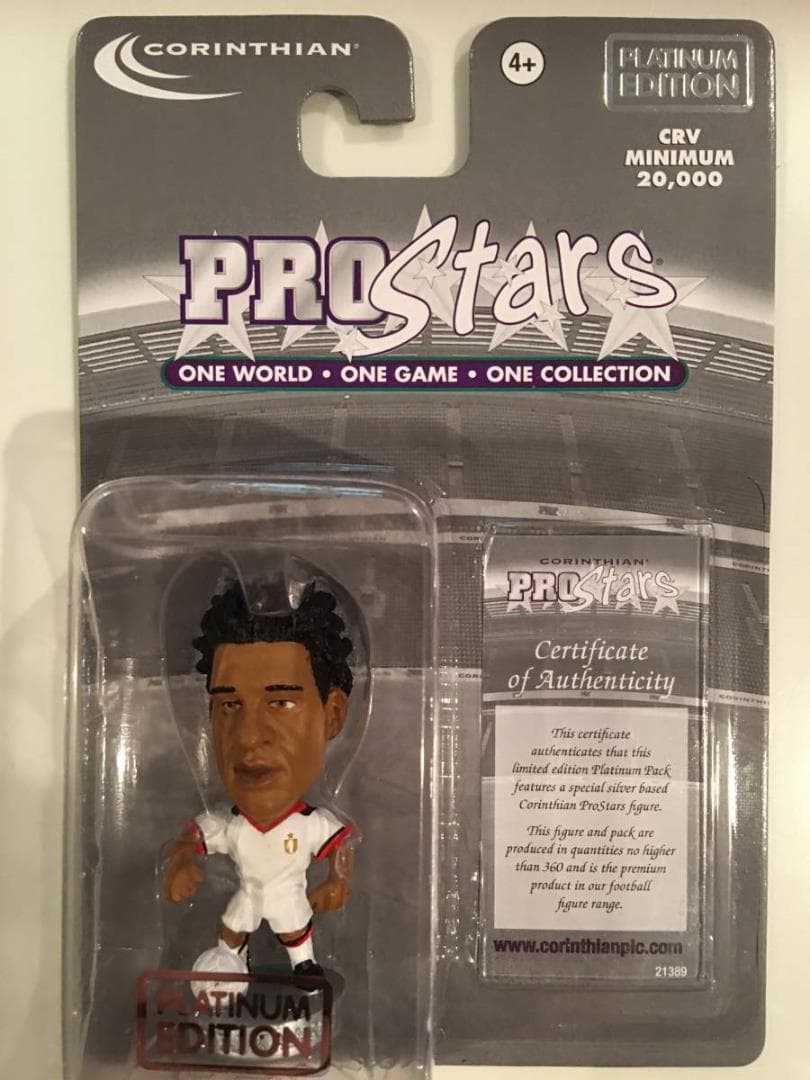 CORINTHIAN®
4+
PLATINUM
EDITION
CRV
MINIMUM
20,000
PROStars®
ONE WORLD • ONE GAME • ONE COLLECTION
CORINTHIAN®
PROStars
Certificate
of Authenticity
This certificate
authenticates that this
limited edition Platinum Pack
features a special silver based
Corinthian ProStars figure.
This figure and pack are
produced in quantities no higher
than 360 and is the premium
product in our football
figure range.
www.corinthianplc.com
21389
PLATINUM
EDITION